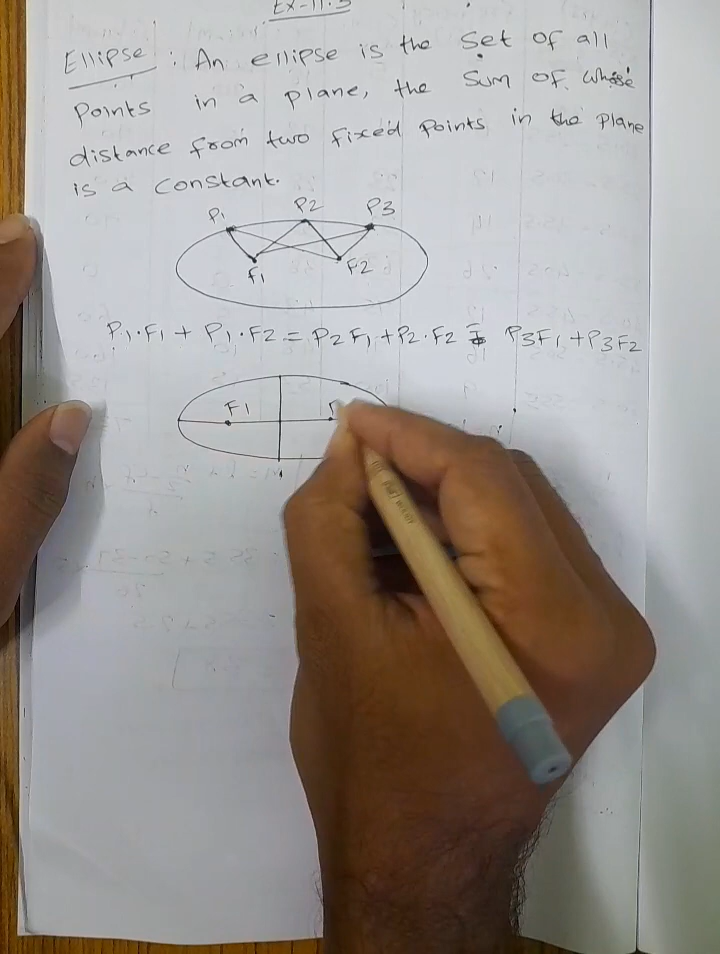 Ex-11.3
Ellipse : An ellipse is the set of all
points in a plane, the sum of whose
distance from two fixed points in the plane
is a constant.
P1 P2 P3
F1 F2
P1.F1 + P1.F2 = P2F1 + P2.F2 = P3F1 + P3F2
F1